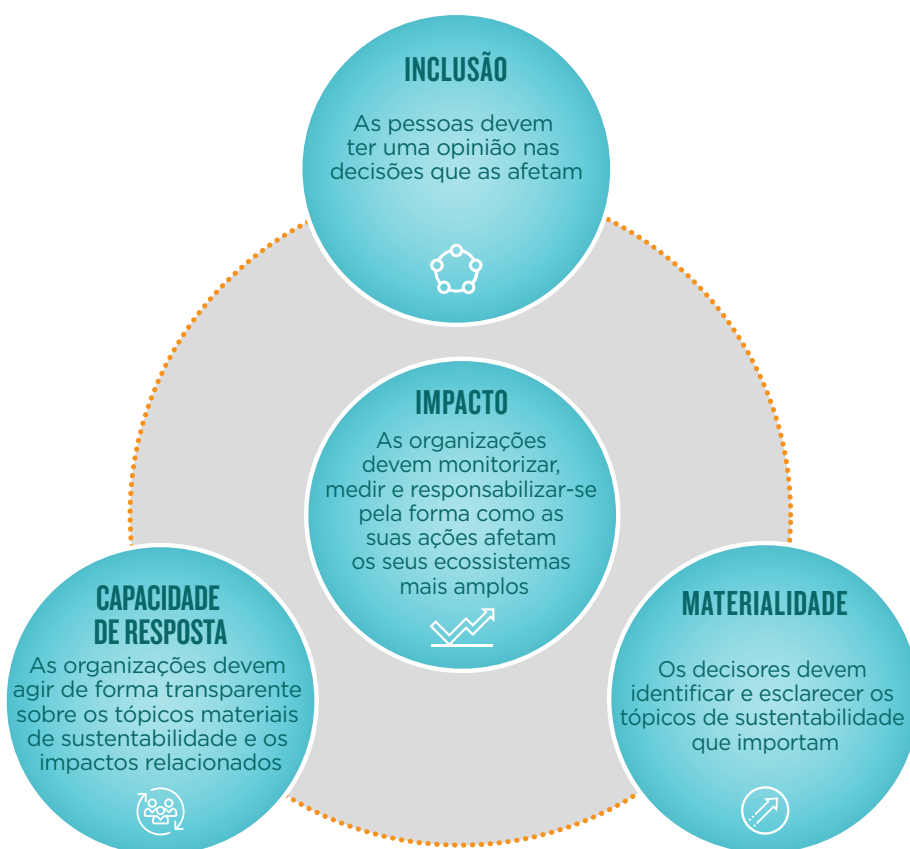 INCLUSÃO
As pessoas devem
ter uma opinião nas
decisões que as afetam
IMPACTO
As organizações
devem monitorizar,
medir e responsabilizar-se
pela forma como as
suas ações afetam
os seus ecossistemas
mais amplos
CAPACIDADE
DE RESPOSTA
As organizações devem
agir de forma transparente
sobre os tópicos materiais
de sustentabilidade e os
impactos relacionados
MATERIALIDADE
Os decisores devem
identificar e esclarecer os
tópicos de sustentabilidade
que importam